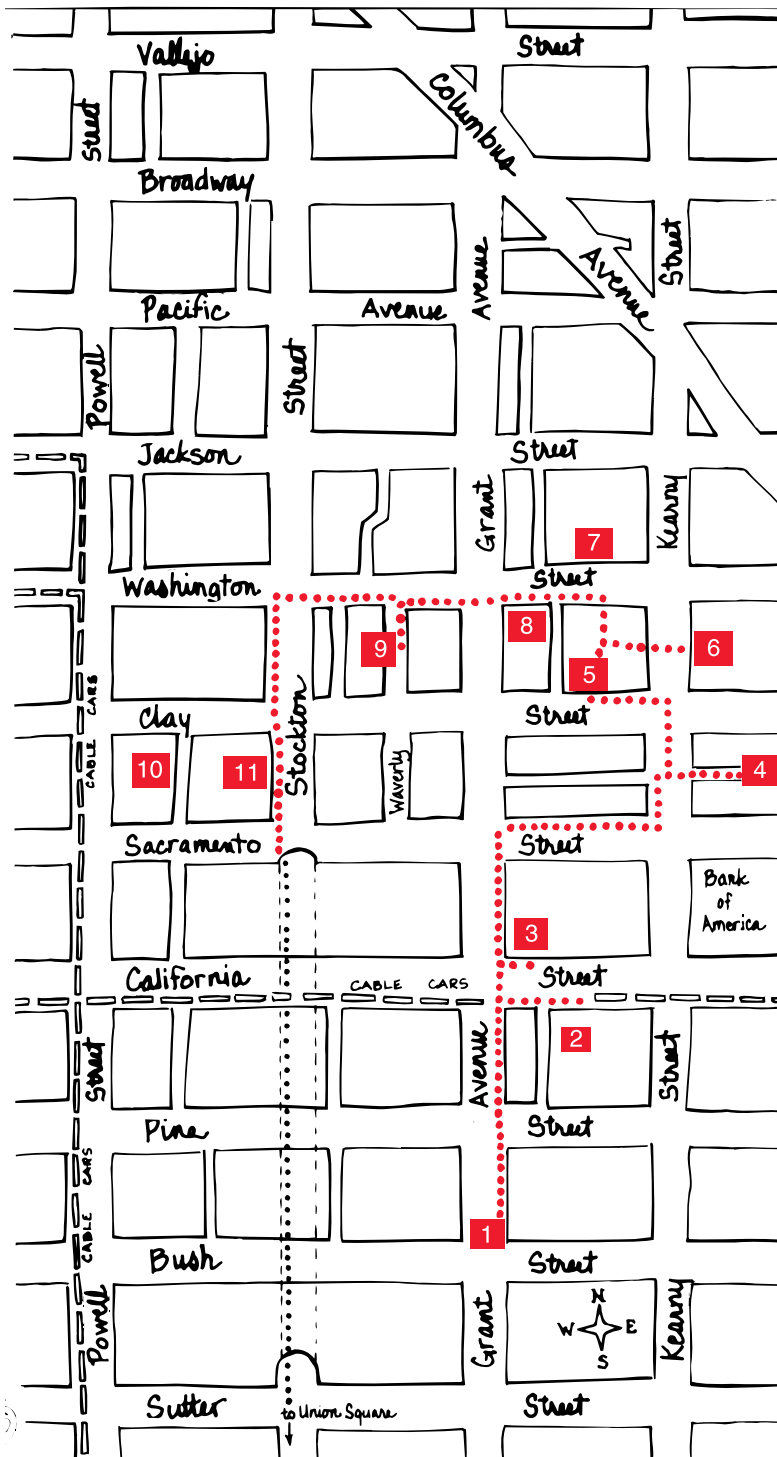 Vallejo Street
Columbus
Street
Broadway
Avenue
Avenue
Street
Pacific Avenue
Powell
Street
Jackson Street
Grant
Kearny
7
Washington Street
8
9
6
5
CABLE CARS
Stockton
Clay Street
10
11
Waverly
4
Sacramento Street
Bank
of
America
3
California Street
CABLE CARS
2
Street
Avenue
Street
Pine Street
CABLE CARS
1
Bush Street
N
W E
S
Powell
Grant
Kearny
Sutter Street
to Union Square